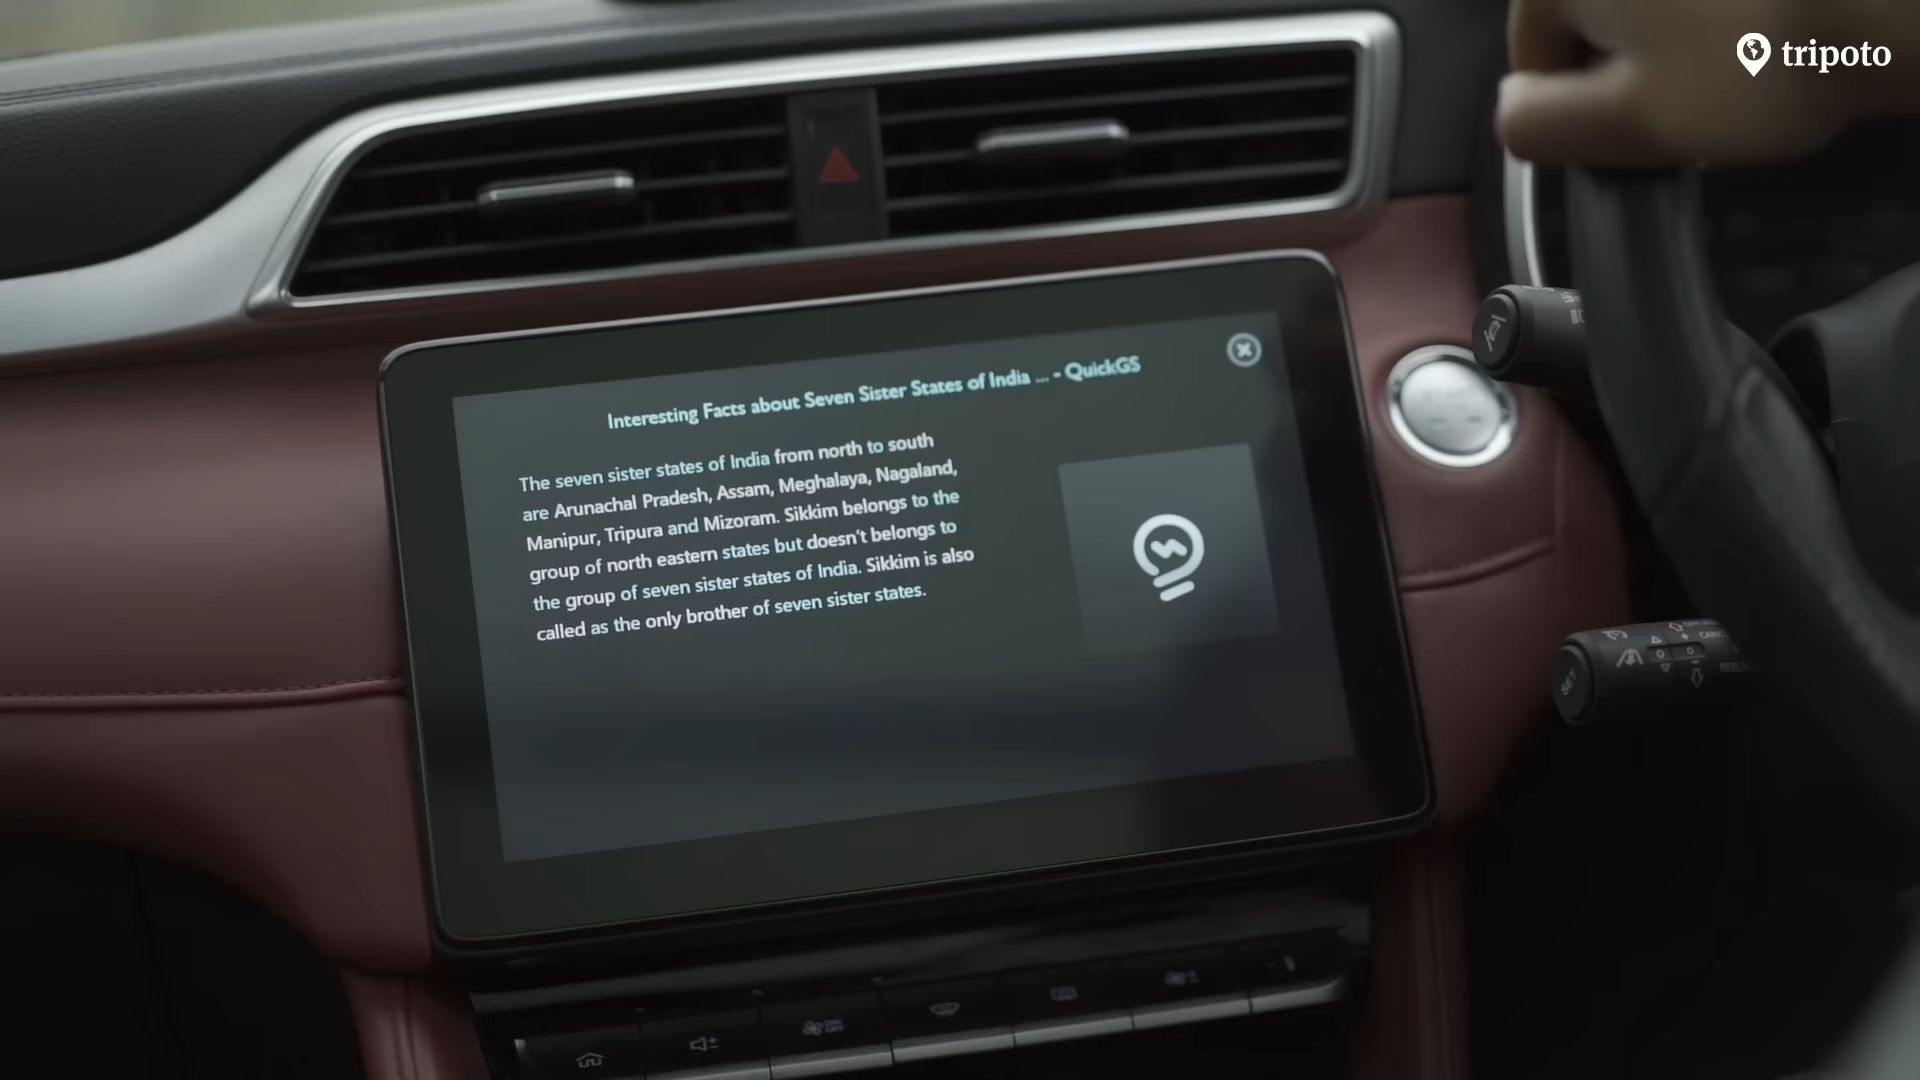 tripoto
Interesting Facts about Seven Sister States of India ... - QuickGS
The seven sister states of India from north to south
are Arunachal Pradesh, Assam, Meghalaya, Nagaland,
Manipur, Tripura and Mizoram. Sikkim belongs to the
group of north eastern states but doesn't belongs to
the group of seven sister states of India. Sikkim is also
called as the only brother of seven sister states.
SET